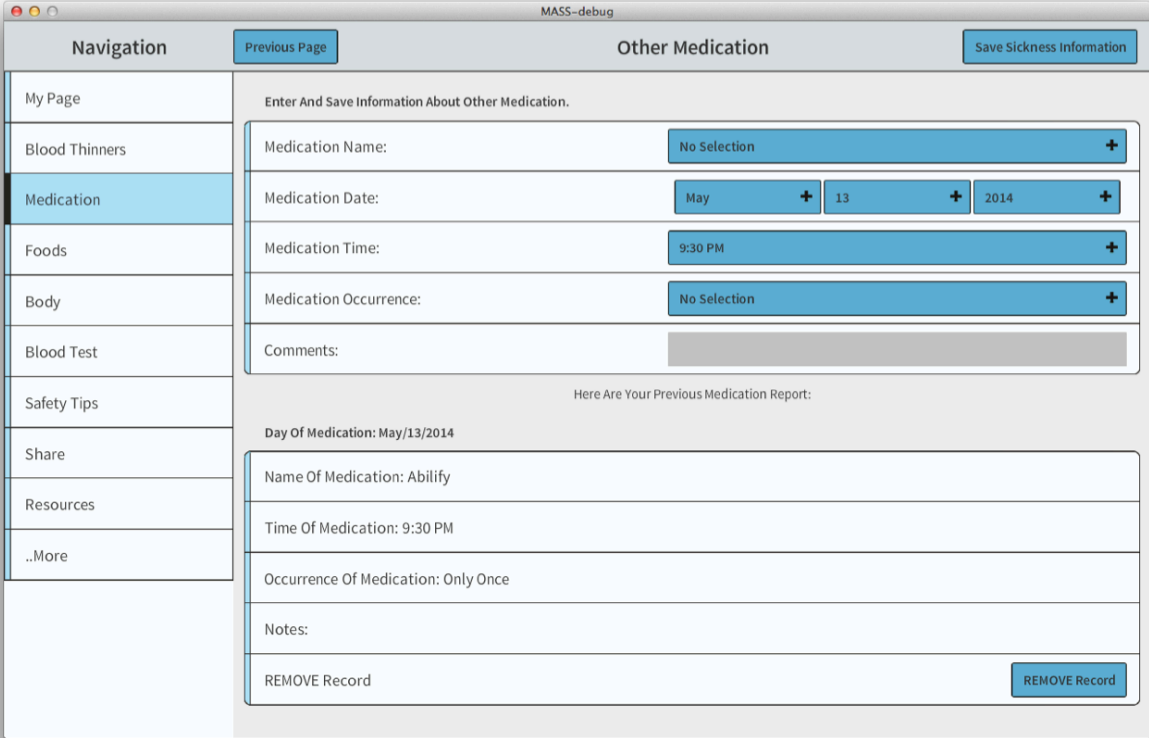 MASS-debug
Navigation
Previous Page
Other Medication
Save Sickness Information
My Page
Blood Thinners
Medication
Foods
Body
Blood Test
Safety Tips
Share
Resources
..More
Enter And Save Information About Other Medication.
Medication Name: No Selection +
Medication Date: May + 13 + 2014 +
Medication Time: 9:30 PM +
Medication Occurrence: No Selection +
Comments:
Here Are Your Previous Medication Report:
Day Of Medication: May/13/2014
Name Of Medication: Abilify
Time Of Medication: 9:30 PM
Occurrence Of Medication: Only Once
Notes:
REMOVE Record REMOVE Record